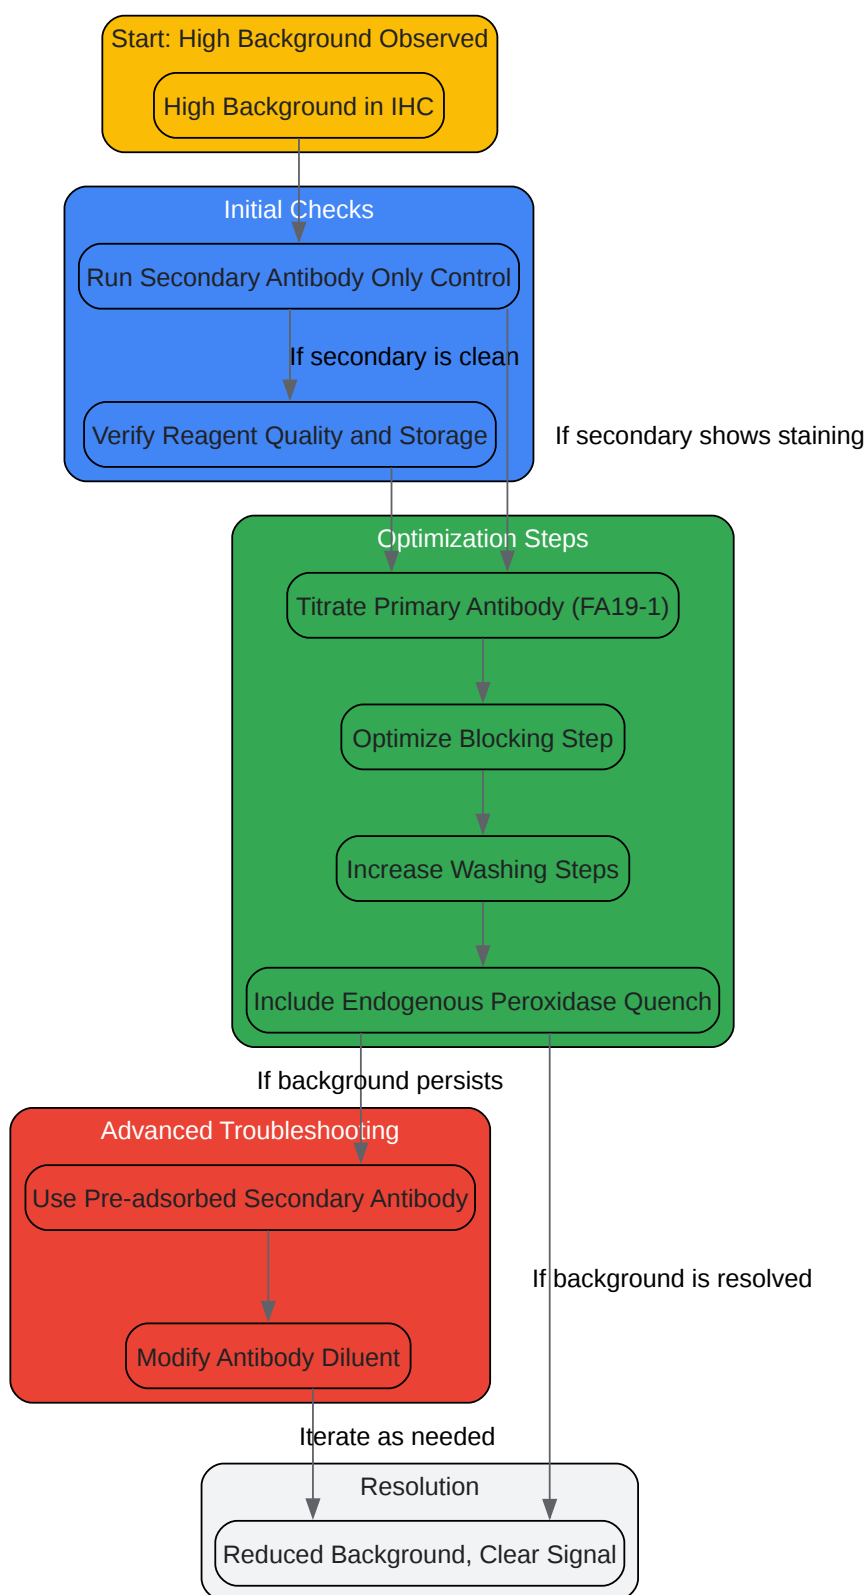 Start: High Background Observed
High Background in IHC
Initial Checks
Run Secondary Antibody Only Control
If secondary is clean
Verify Reagent Quality and Storage
If secondary shows staining
Optimization Steps
Titrate Primary Antibody (FA19-1)
Optimize Blocking Step
Increase Washing Steps
Include Endogenous Peroxidase Quench
If background persists
Advanced Troubleshooting
Use Pre-adsorbed Secondary Antibody
If background is resolved
Modify Antibody Diluent
Iterate as needed
Resolution
Reduced Background, Clear Signal